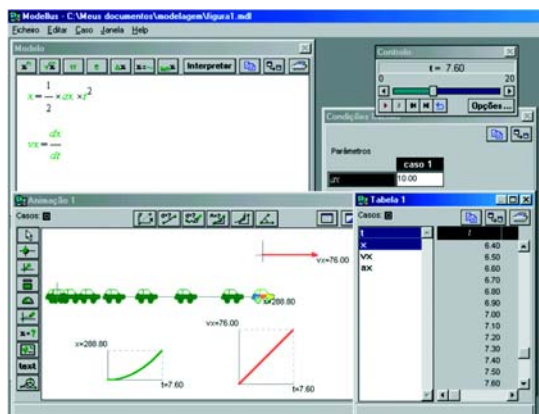 Modellus - C:\Meus documentos\modelagem\figura1.mdl
Ficheiro Editar Caso Janela Help
Modelo
Interpretar
x = 1/2 × ax × t²
vx = dx/dt
Controlo
t = 7.60
0 20
Opções...
Parâmetros
caso 1
ax 10.00
Animação 1
Casos:
vx=76.00
x=288.80
x=288.80
t=7.60
vx=76.00
t=7.60
text
Tabela 1
Casos:
t
x
vx
ax
t
6.40
6.50
6.60
6.70
6.80
6.90
7.00
7.10
7.20
7.30
7.40
7.50
7.60